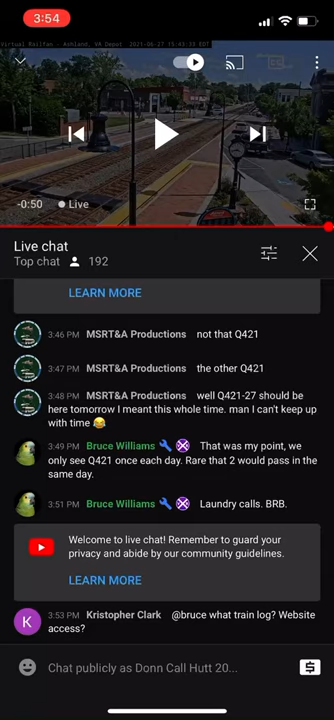 3:54
Virtual Railfan - Ashland, VA Depot 2021-06-27 15:43:33 EDT
-0:50 Live
Live chat
Top chat 192
LEARN MORE
3:46 PM MSRT&A Productions not that Q421
3:47 PM MSRT&A Productions the other Q421
3:48 PM MSRT&A Productions well Q421-27 should be
here tomorrow I meant this whole time. man I can't keep up
with time 😂
3:49 PM Bruce Williams That was my point, we
only see Q421 once each day. Rare that 2 would pass in the
same day.
3:51 PM Bruce Williams Laundry calls. BRB.
Welcome to live chat! Remember to guard your
privacy and abide by our community guidelines.
LEARN MORE
K
3:53 PM Kristopher Clark @bruce what train log? Website
access?
Chat publicly as Donn Call Hutt 20...